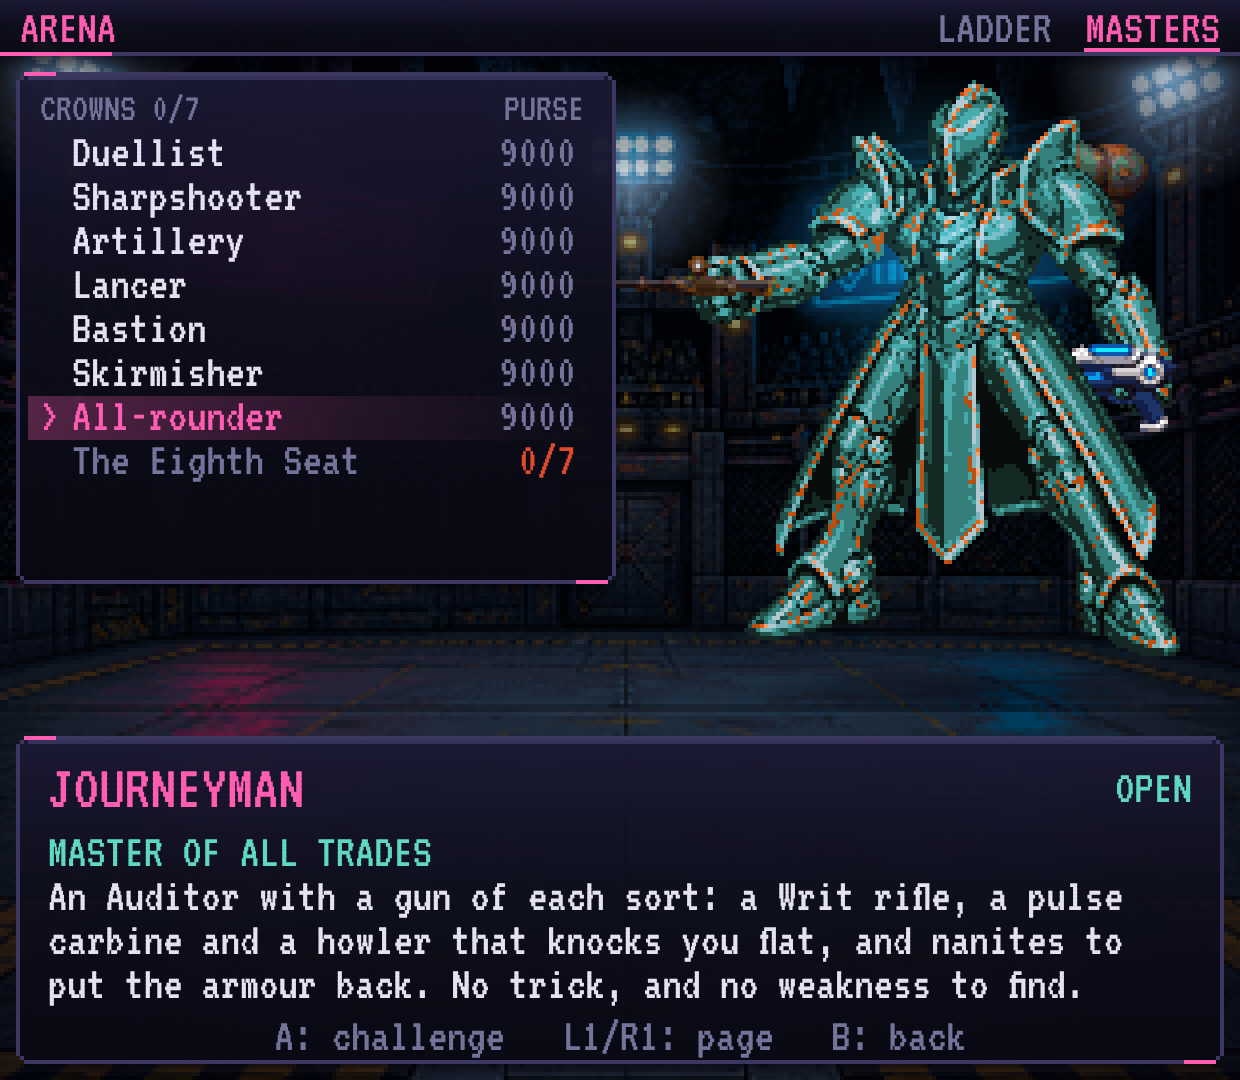 ARENA LADDER MASTERS
CROWNS 0/7 PURSE
Duellist 9000
Sharpshooter 9000
Artillery 9000
Lancer 9000
Bastion 9000
Skirmisher 9000
> All-rounder 9000
The Eighth Seat 0/7
JOURNEYMAN OPEN
MASTER OF ALL TRADES
An Auditor with a gun of each sort: a Writ rifle, a pulse
carbine and a howler that knocks you flat, and nanites to
put the armour back. No trick, and no weakness to find.
A: challenge L1/R1: page B: back